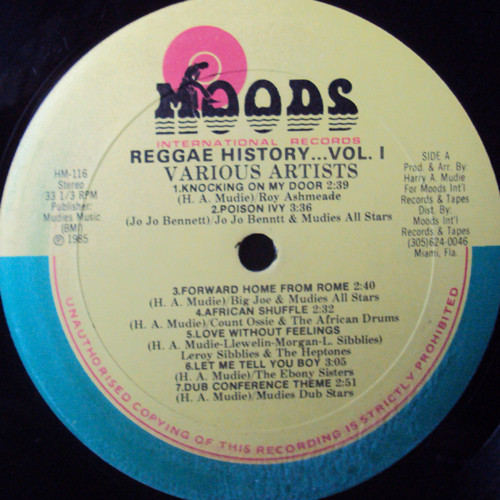 MOODS
INTERNATIONAL RECORDS
REGGAE HISTORY...VOL. I
VARIOUS ARTISTS
HM-116
Stereo
33 1/3 RPM
Publisher:
Mudies Music
(BMI)
℗ 1985
SIDE A
Prod. & Arr. By:
Harry A. Mudie
For Moods Int'l
Records & Tapes
Dist. By:
Moods Int'l
Records & Tapes
(305)624-0046
Miami, Fla.
1.KNOCKING ON MY DOOR 2:39
(H. A. Mudie) Roy Ashmeade
2.POISON IVY 3:36
(Jo Jo Bennett)/Jo Jo Benntt & Mudies All Stars
3.FORWARD HOME FROM ROME 2:40
(H. A. Mudie)/Big Joe & Mudies All Stars
4.AFRICAN SHUFFLE 2:32
(H. A. Mudie)/Count Ossie & The African Drums
5.LOVE WITHOUT FEELINGS
(H. A. Mudie-Llewelin-Morgan-L. Sibblies)
Leroy Sibblies & The Heptones
6.LET ME TELL YOU BOY 3:05
(H. A. Mudie)/The Ebony Sisters
7.DUB CONFERENCE THEME 2:51
(H. A. Mudie)/Mudies Dub Stars
UNAUTHORISED COPYING OF THIS RECORDING IS STRICTLY PROHIBITED